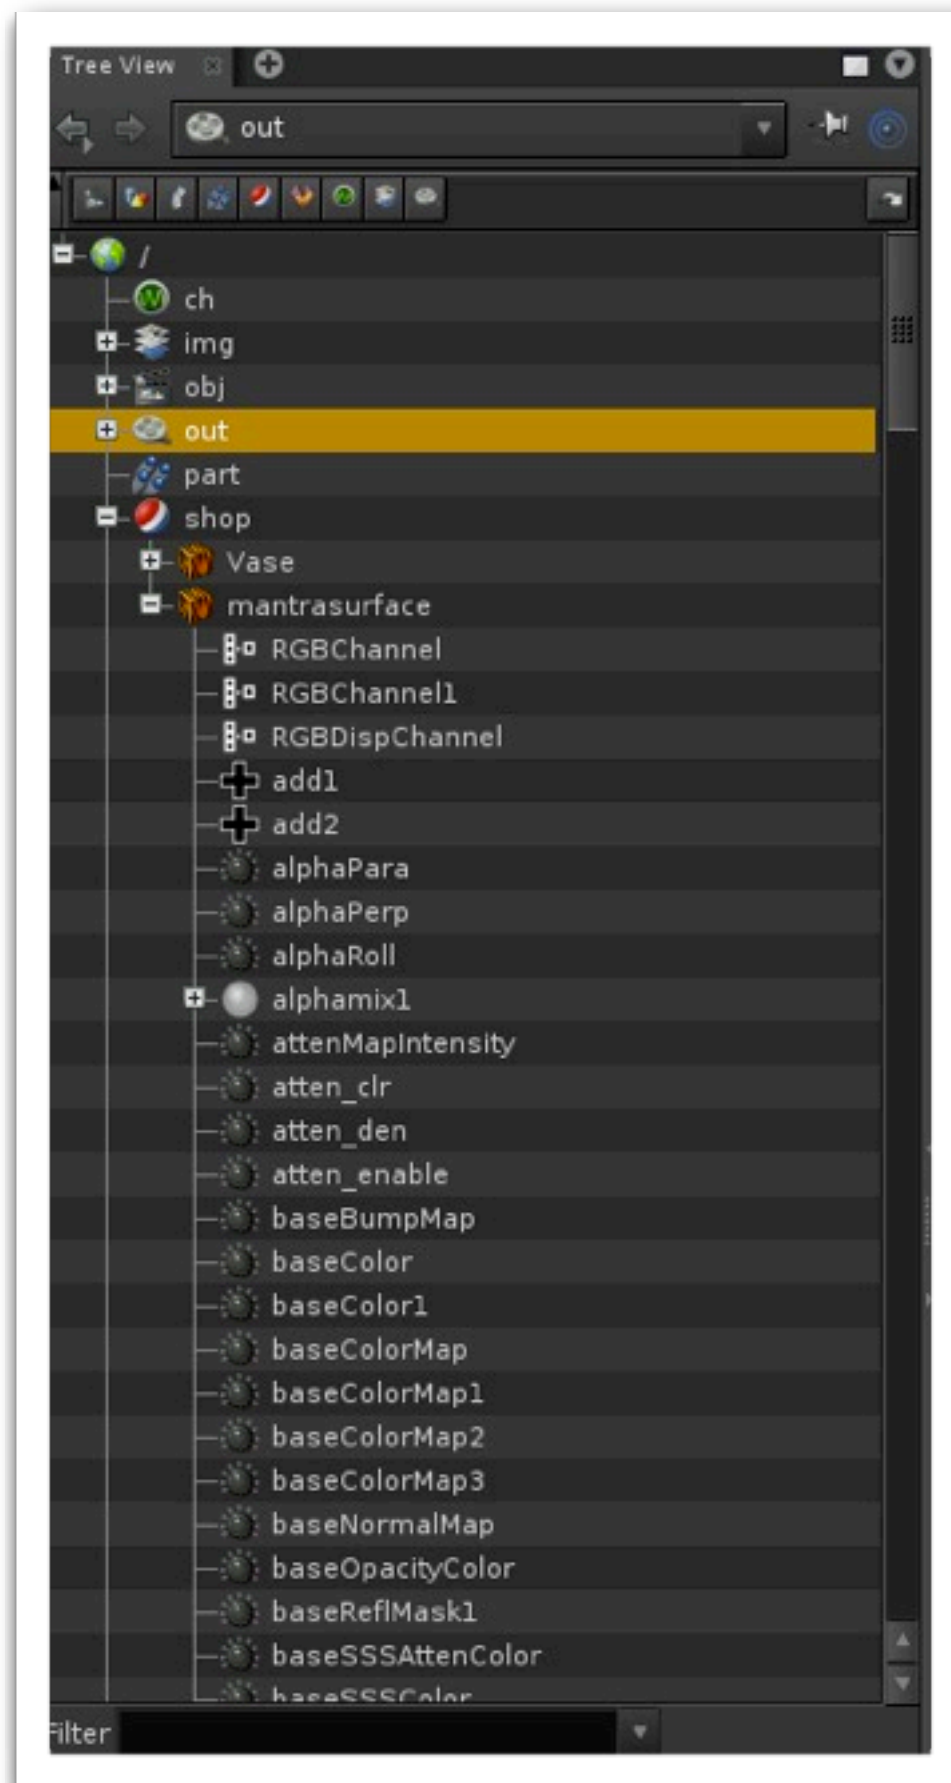 Tree View
out
/
ch
img
obj
out
part
shop
Vase
mantrasurface
RGBChannel
RGBChannel1
RGBDispChannel
add1
add2
alphaPara
alphaPerp
alphaRoll
alphamix1
attenMapIntensity
atten_clr
atten_den
atten_enable
baseBumpMap
baseColor
baseColor1
baseColorMap
baseColorMap1
baseColorMap2
baseColorMap3
baseNormalMap
baseOpacityColor
baseReflMask1
baseSSSAttenColor
baseSSSColor
Filter